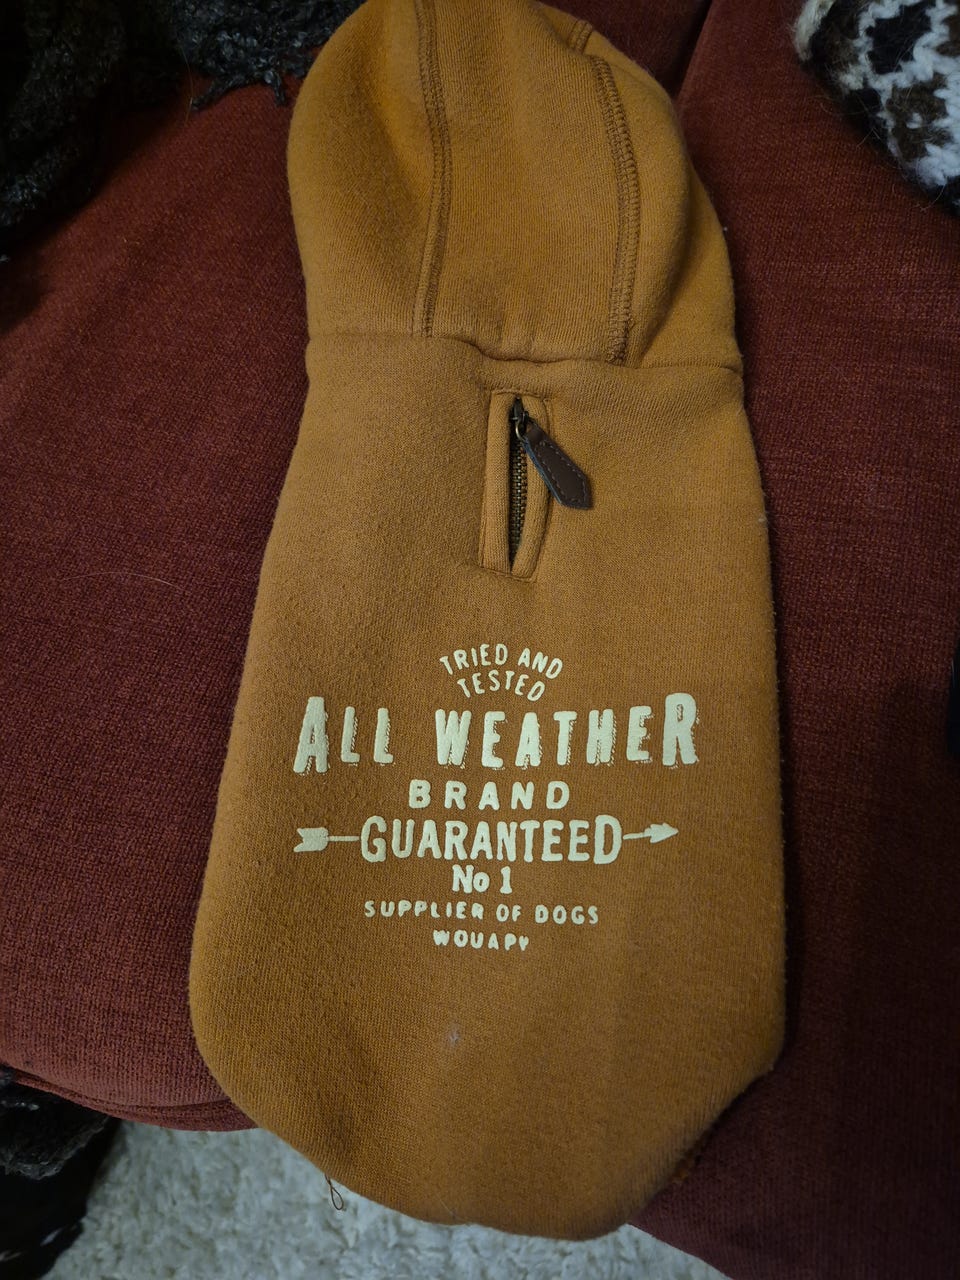 TRIED AND
TESTED
ALL WEATHER
BRAND
GUARANTEED
No 1
SUPPLIER OF DOGS
WOUAPY